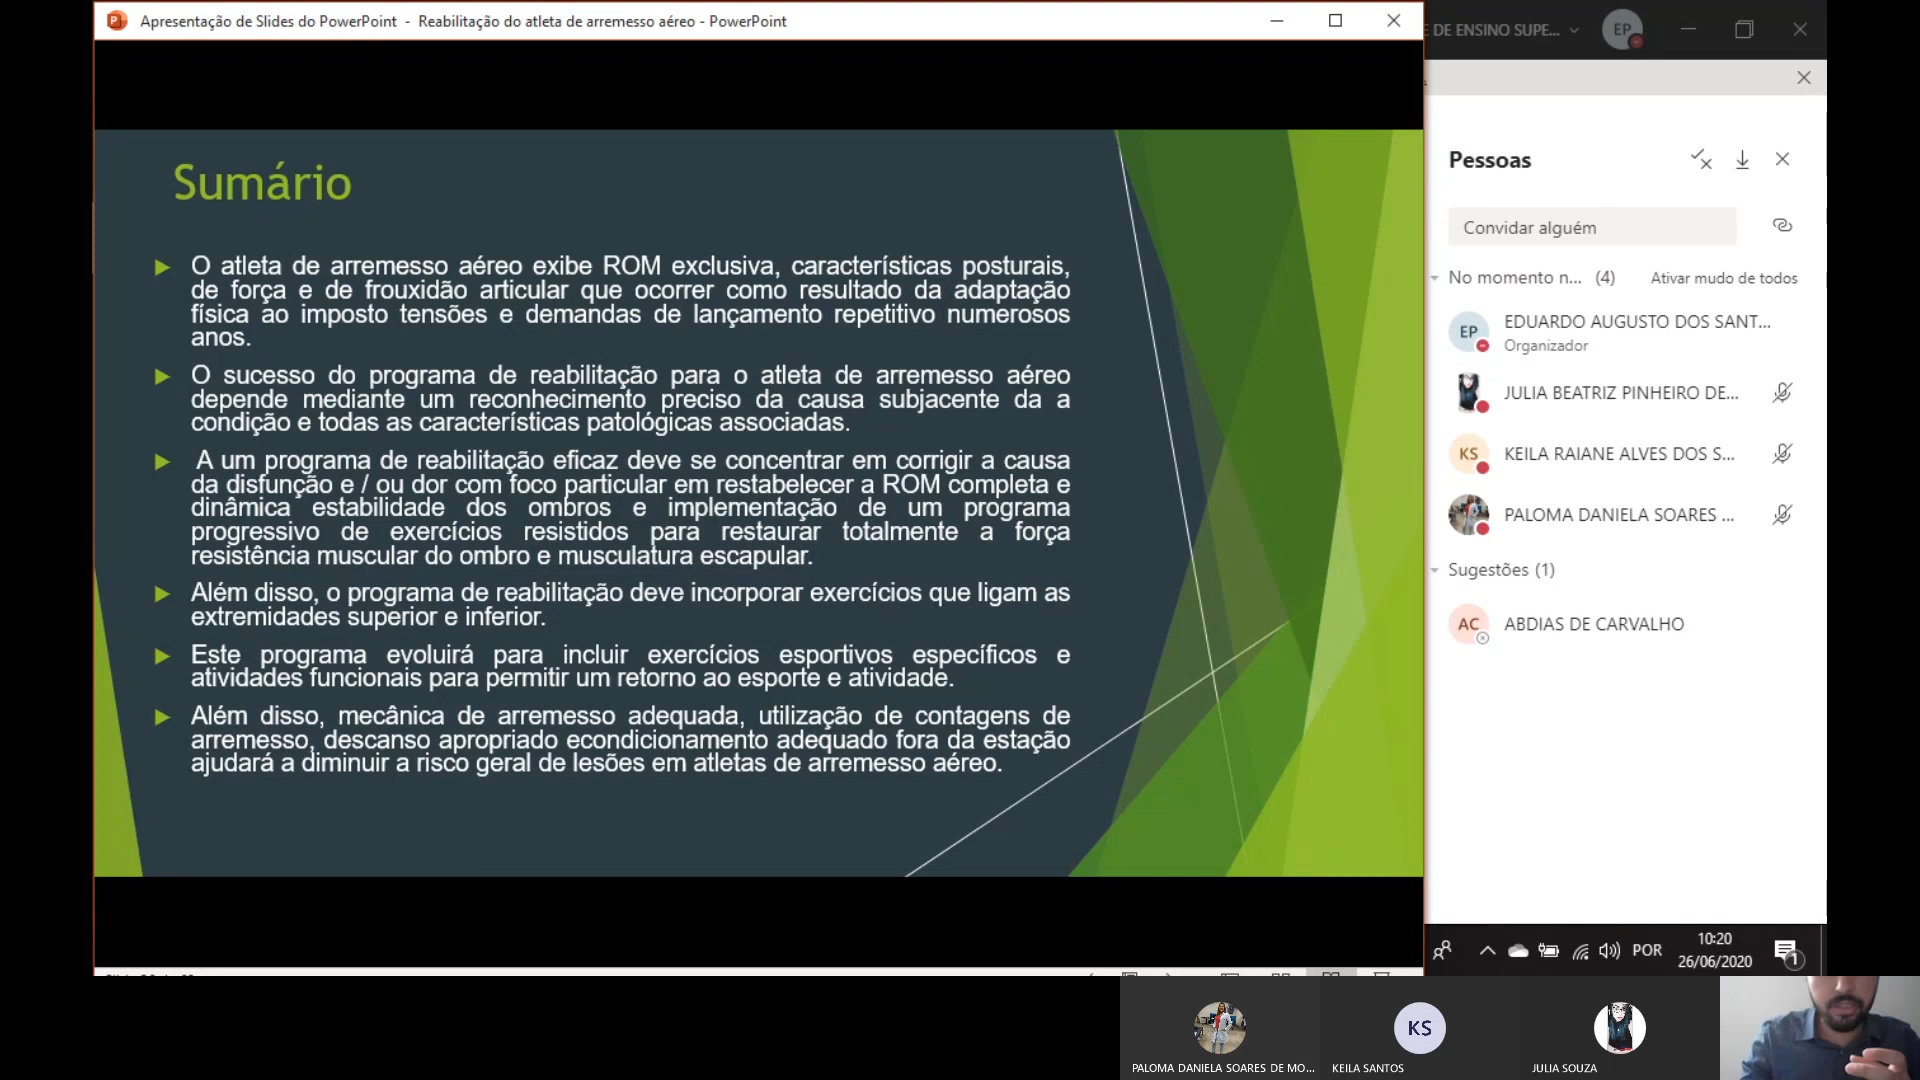 Apresentação de Slides do PowerPoint - Reabilitação do atleta de arremesso aéreo - PowerPoint
DE ENSINO SUPE...
EP
Sumário
O atleta de arremesso aéreo exibe ROM exclusiva, características posturais,
de força e de frouxidão articular que ocorrer como resultado da adaptação
física ao imposto tensões e demandas de lançamento repetitivo numerosos
anos.
O sucesso do programa de reabilitação para o atleta de arremesso aéreo
depende mediante um reconhecimento preciso da causa subjacente da a
condição e todas as características patológicas associadas.
A um programa de reabilitação eficaz deve se concentrar em corrigir a causa
da disfunção e / ou dor com foco particular em restabelecer a ROM completa e
dinâmica estabilidade dos ombros e implementação de um programa
progressivo de exercícios resistidos para restaurar totalmente a força
resistência muscular do ombro e musculatura escapular.
Além disso, o programa de reabilitação deve incorporar exercícios que ligam as
extremidades superior e inferior.
Este programa evoluirá para incluir exercícios esportivos específicos e
atividades funcionais para permitir um retorno ao esporte e atividade.
Além disso, mecânica de arremesso adequada, utilização de contagens de
arremesso, descanso apropriado econdicionamento adequado fora da estação
ajudará a diminuir a risco geral de lesões em atletas de arremesso aéreo.
Pessoas
Convidar alguém
No momento n... (4) Ativar mudo de todos
EP EDUARDO AUGUSTO DOS SANT...
Organizador
JULIA BEATRIZ PINHEIRO DE...
KS KEILA RAIANE ALVES DOS S...
PALOMA DANIELA SOARES ...
Sugestões (1)
AC ABDIAS DE CARVALHO
POR
10:20
26/06/2020
1
KS
PALOMA DANIELA SOARES DE MO...
KEILA SANTOS
JULIA SOUZA